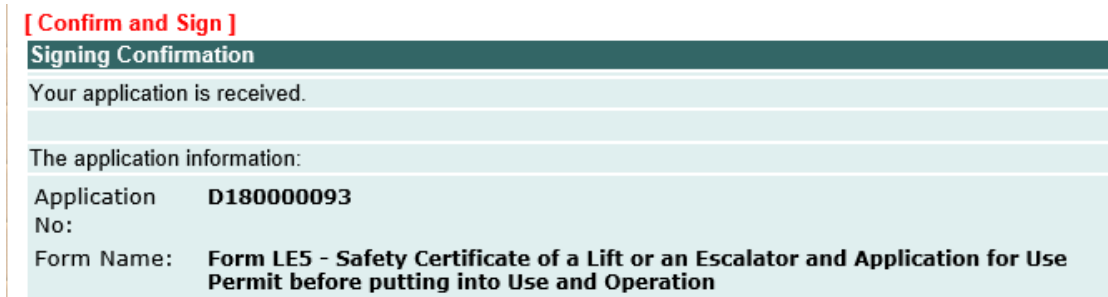 [ Confirm and Sign ]
Signing Confirmation
Your application is received.
The application information:
Application D180000093
No:
Form Name: Form LE5 - Safety Certificate of a Lift or an Escalator and Application for Use
Permit before putting into Use and Operation